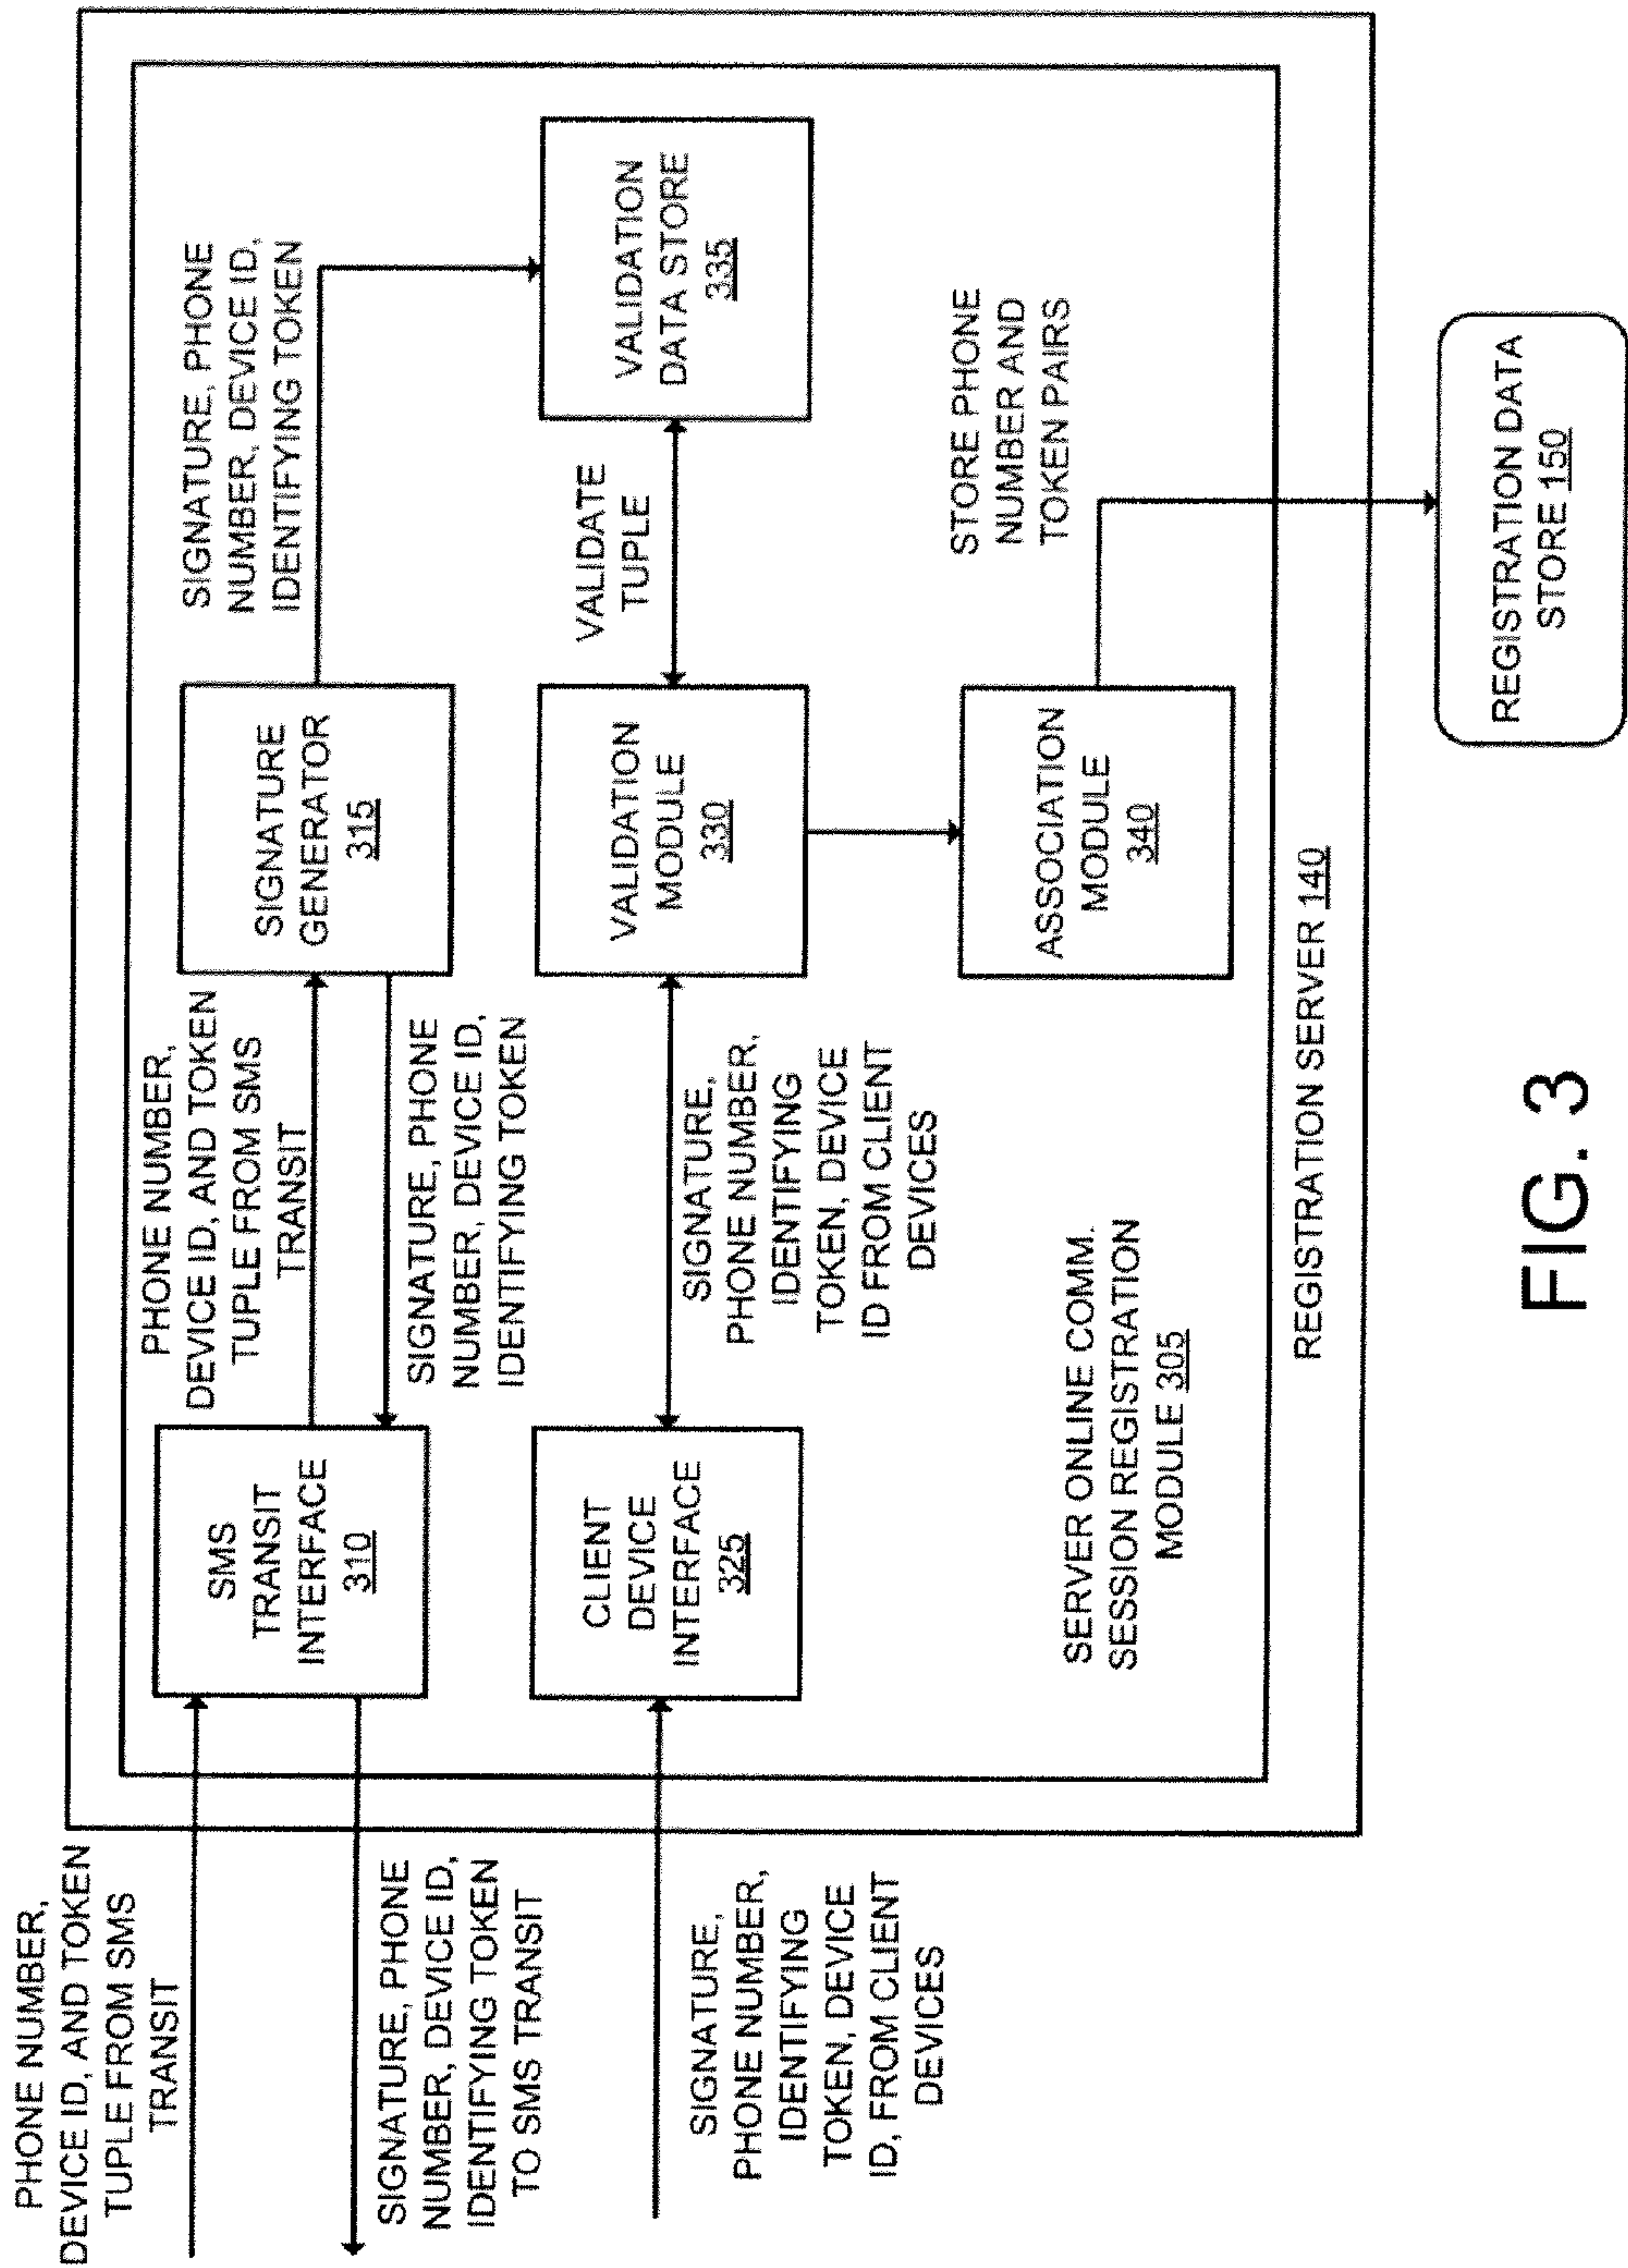 PHONE NUMBER,
DEVICE ID, AND TOKEN
TUPLE FROM SMS
TRANSIT
SIGNATURE, PHONE
NUMBER, DEVICE ID,
IDENTIFYING TOKEN
TO SMS TRANSIT
SIGNATURE,
PHONE NUMBER,
IDENTIFYING
TOKEN, DEVICE
ID, FROM CLIENT
DEVICES
SMS
TRANSIT
INTERFACE
310
PHONE NUMBER,
DEVICE ID, AND TOKEN
TUPLE FROM SMS
TRANSIT
SIGNATURE, PHONE
NUMBER, DEVICE ID,
IDENTIFYING TOKEN
SIGNATURE
GENERATOR
315
SIGNATURE, PHONE
NUMBER, DEVICE ID,
IDENTIFYING TOKEN
CLIENT
DEVICE
INTERFACE
325
SIGNATURE,
PHONE NUMBER,
IDENTIFYING
TOKEN, DEVICE
ID FROM CLIENT
DEVICES
VALIDATION
MODULE
330
VALIDATE
TUPLE
VALIDATION
DATA STORE
335
ASSOCIATION
MODULE
340
STORE PHONE
NUMBER AND
TOKEN PAIRS
SERVER ONLINE COMM.
SESSION REGISTRATION
MODULE 305
REGISTRATION SERVER 140
REGISTRATION DATA
STORE 150
FIG. 3